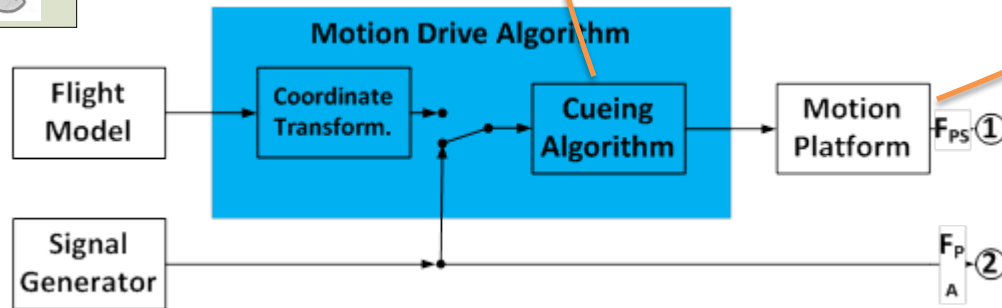 Motion Drive Algorithm
Flight
Model
Coordinate
Transform.
Cueing
Algorithm
Motion
Platform
FPS
①
Signal
Generator
FP
A
②